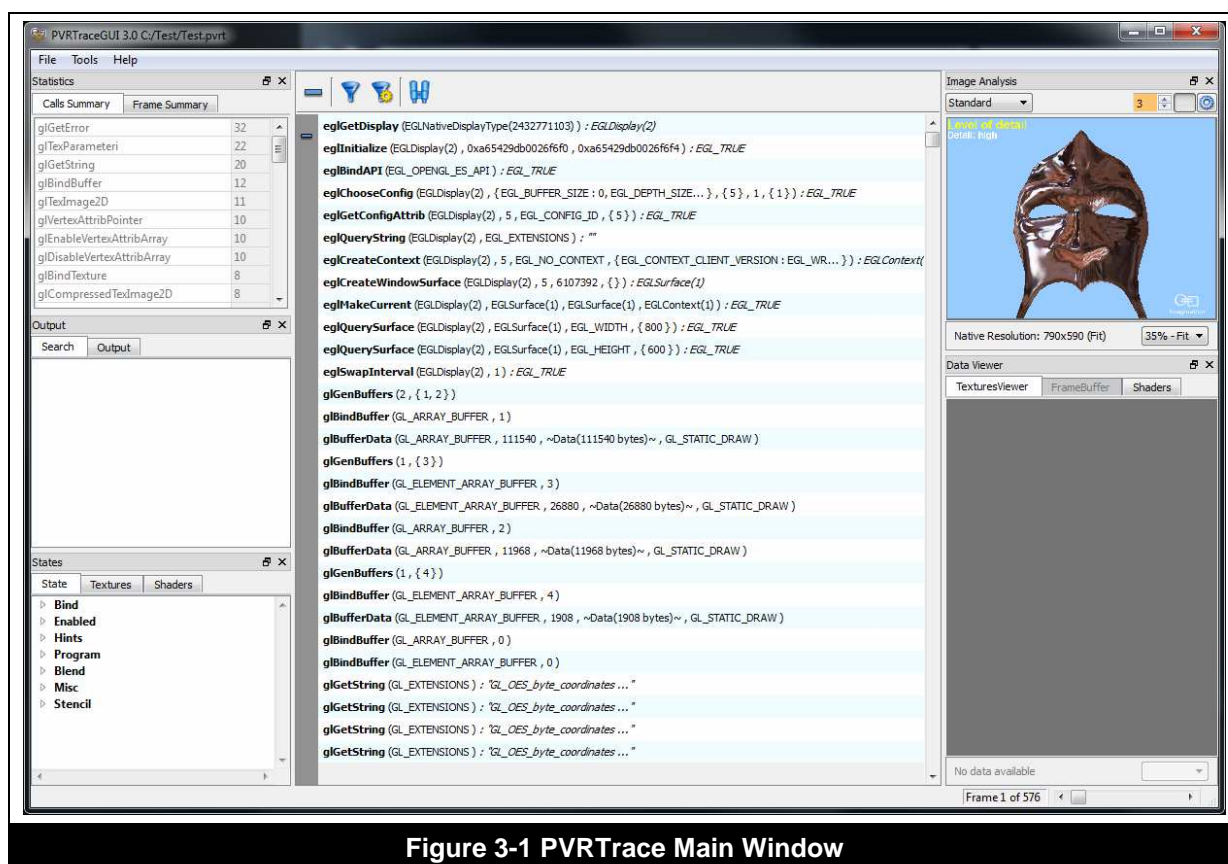 PVRTraceGUI 3.0 C:/Test/Test.pvrt
File Tools Help
Statistics
Calls Summary Frame Summary
glGetError 32
glTexParameteri 22
glGetString 20
glBindBuffer 12
glTexImage2D 11
glVertexAttribPointer 10
glEnableVertexAttribArray 10
glDisableVertexAttribArray 10
glBindTexture 8
glCompressedTexImage2D 8
Output
Search Output
States
State Textures Shaders
Bind
Enabled
Hints
Program
Blend
Misc
Stencil
eglGetDisplay (EGLNativeDisplayType(2432771103) ) : EGLDisplay(2)
eglInitialize (EGLDisplay(2) , 0xa65429db0026f6f0 , 0xa65429db0026f6f4 ) : EGL_TRUE
eglBindAPI (EGL_OPENGL_ES_API ) : EGL_TRUE
eglChooseConfig (EGLDisplay(2) , { EGL_BUFFER_SIZE : 0, EGL_DEPTH_SIZE... } , { 5 } , 1 , { 1 } ) : EGL_TRUE
eglGetConfigAttrib (EGLDisplay(2) , 5 , EGL_CONFIG_ID , { 5 } ) : EGL_TRUE
eglQueryString (EGLDisplay(2) , EGL_EXTENSIONS ) : ""
eglCreateContext (EGLDisplay(2) , 5 , EGL_NO_CONTEXT , { EGL_CONTEXT_CLIENT_VERSION : EGL_WR... } ) : EGLContext(
eglCreateWindowSurface (EGLDisplay(2) , 5 , 6107392 , { } ) : EGLSurface(1)
eglMakeCurrent (EGLDisplay(2) , EGLSurface(1) , EGLSurface(1) , EGLContext(1) ) : EGL_TRUE
eglQuerySurface (EGLDisplay(2) , EGLSurface(1) , EGL_WIDTH , { 800 } ) : EGL_TRUE
eglQuerySurface (EGLDisplay(2) , EGLSurface(1) , EGL_HEIGHT , { 600 } ) : EGL_TRUE
eglSwapInterval (EGLDisplay(2) , 1 ) : EGL_TRUE
glGenBuffers (2 , { 1, 2 } )
glBindBuffer (GL_ARRAY_BUFFER , 1 )
glBufferData (GL_ARRAY_BUFFER , 111540 , ~Data(111540 bytes)~ , GL_STATIC_DRAW )
glGenBuffers (1 , { 3 } )
glBindBuffer (GL_ELEMENT_ARRAY_BUFFER , 3 )
glBufferData (GL_ELEMENT_ARRAY_BUFFER , 26880 , ~Data(26880 bytes)~ , GL_STATIC_DRAW )
glBindBuffer (GL_ARRAY_BUFFER , 2 )
glBufferData (GL_ARRAY_BUFFER , 11968 , ~Data(11968 bytes)~ , GL_STATIC_DRAW )
glGenBuffers (1 , { 4 } )
glBindBuffer (GL_ELEMENT_ARRAY_BUFFER , 4 )
glBufferData (GL_ELEMENT_ARRAY_BUFFER , 1908 , ~Data(1908 bytes)~ , GL_STATIC_DRAW )
glBindBuffer (GL_ARRAY_BUFFER , 0 )
glBindBuffer (GL_ELEMENT_ARRAY_BUFFER , 0 )
glGetString (GL_EXTENSIONS ) : "GL_OES_byte_coordinates ..."
glGetString (GL_EXTENSIONS ) : "GL_OES_byte_coordinates ..."
glGetString (GL_EXTENSIONS ) : "GL_OES_byte_coordinates ..."
glGetString (GL_EXTENSIONS ) : "GL_OES_byte_coordinates ..."
Image Analysis
Standard 3
Level of detail
Detail: high
Imagination
Native Resolution: 790x590 (Fit) 35% - Fit
Data Viewer
TexturesViewer FrameBuffer Shaders
No data available
Frame 1 of 576
Figure 3-1 PVRTrace Main Window